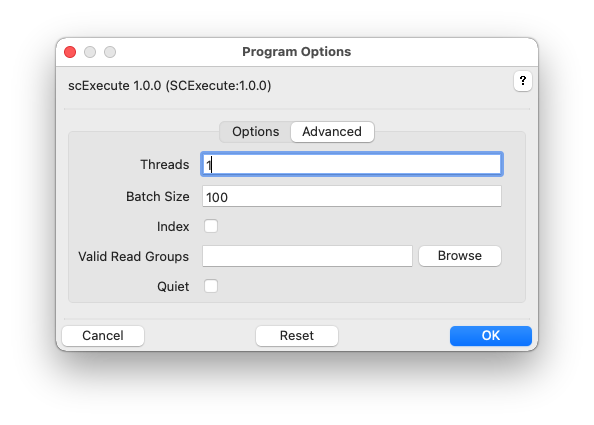 Program Options
scExecute 1.0.0 (SCExecute:1.0.0)
?
Options Advanced
Threads 1
Batch Size 100
Index
Valid Read Groups Browse
Quiet
Cancel Reset OK